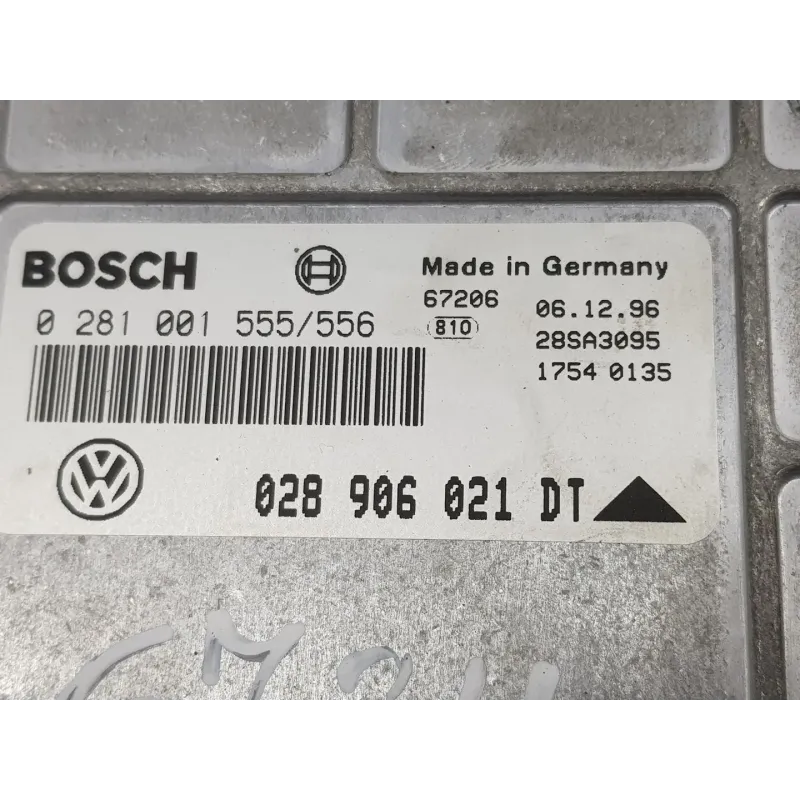 BOSCH
Made in Germany
0 281 001 555/556
67206
06.12.96
810
28SA3095
1754 0135
028 906 021 DT